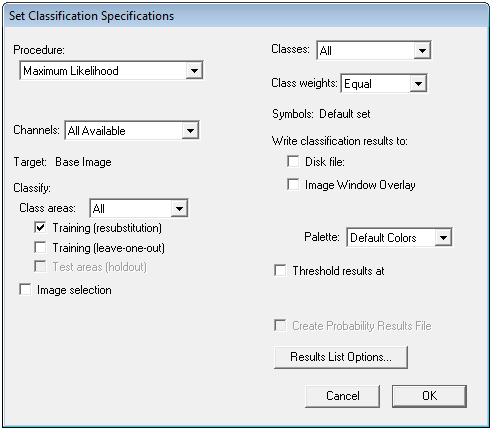 Set Classification Specifications
Procedure:
Maximum Likelihood
Channels: All Available
Target: Base Image
Classify:
Class areas: All
Training (resubstitution)
Training (leave-one-out)
Test areas (holdout)
Image selection
Classes: All
Class weights: Equal
Symbols: Default set
Write classification results to:
Disk file:
Image Window Overlay
Palette: Default Colors
Threshold results at
Create Probability Results File
Results List Options...
Cancel OK